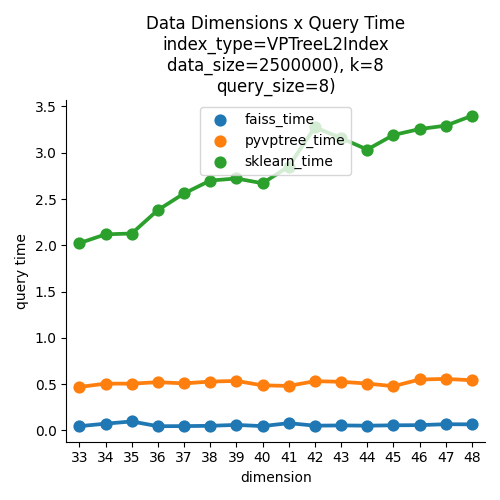 Data Dimensions x Query Time
index_type=VPTreeL2Index
data_size=2500000), k=8
query_size=8)
faiss_time
pyvptree_time
sklearn_time
query time
3.5
3.0
2.5
2.0
1.5
1.0
0.5
0.0
33 34 35 36 37 38 39 40 41 42 43 44 45 46 47 48
dimension